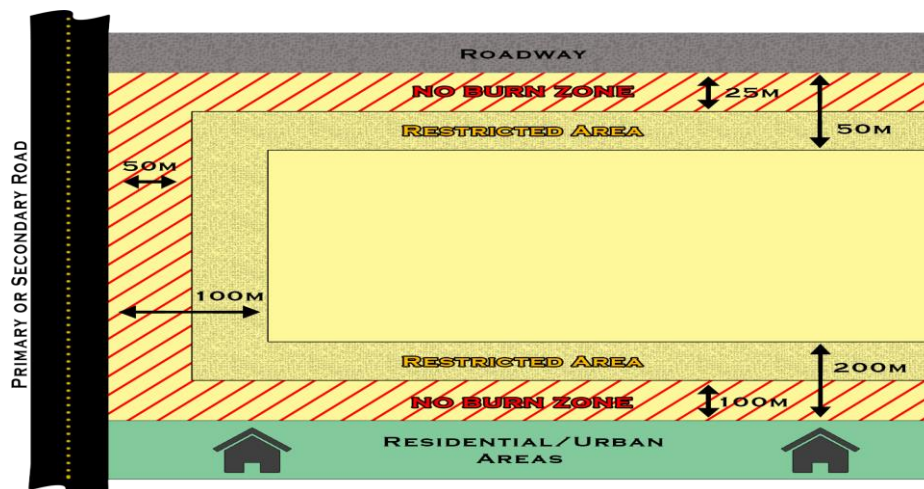 ROADWAY
NO BURN ZONE
25M
RESTRICTED AREA
50M
50M
PRIMARY OR SECONDARY ROAD
100M
RESTRICTED AREA
200M
NO BURN ZONE
100M
RESIDENTIAL/URBAN
AREAS